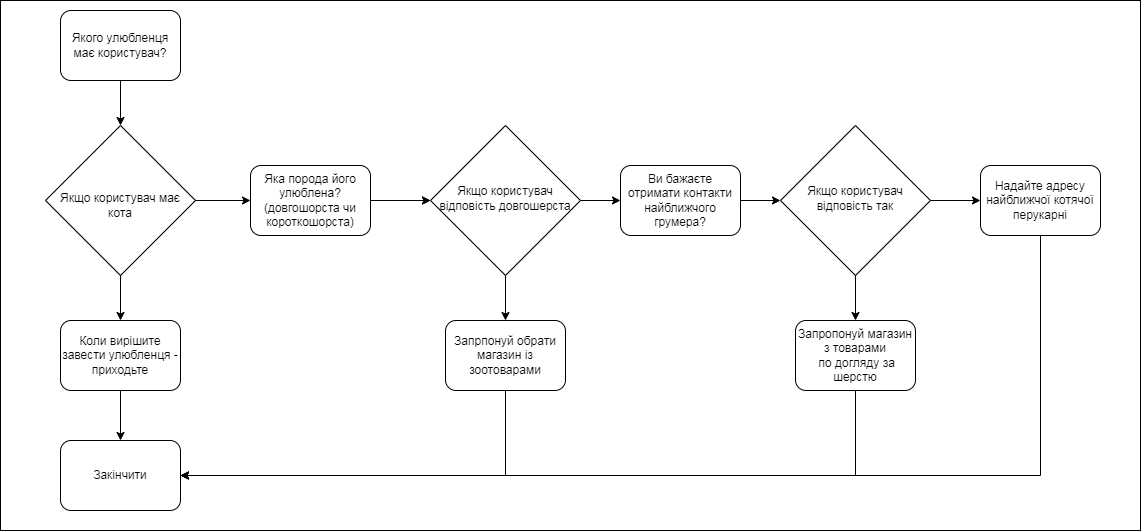 Якого улюбленця
має користувач?
Якщо користувач має
кота
Яка порода його
улюблена?
(довгошорста чи
короткошорста)
Якщо користувач
відповість довгошерста
Ви бажаєте
отримати контакти
найближчого
грумера?
Якщо користувач
відповість так
Надайте адресу
найближчої котячої
перукарні
Коли вирішите
завести улюбленця -
приходьте
Запрпонуй обрати
магазин із
зоотоварами
Запропонуй магазин
з товарами
по догляду за
шерстю
Закінчити